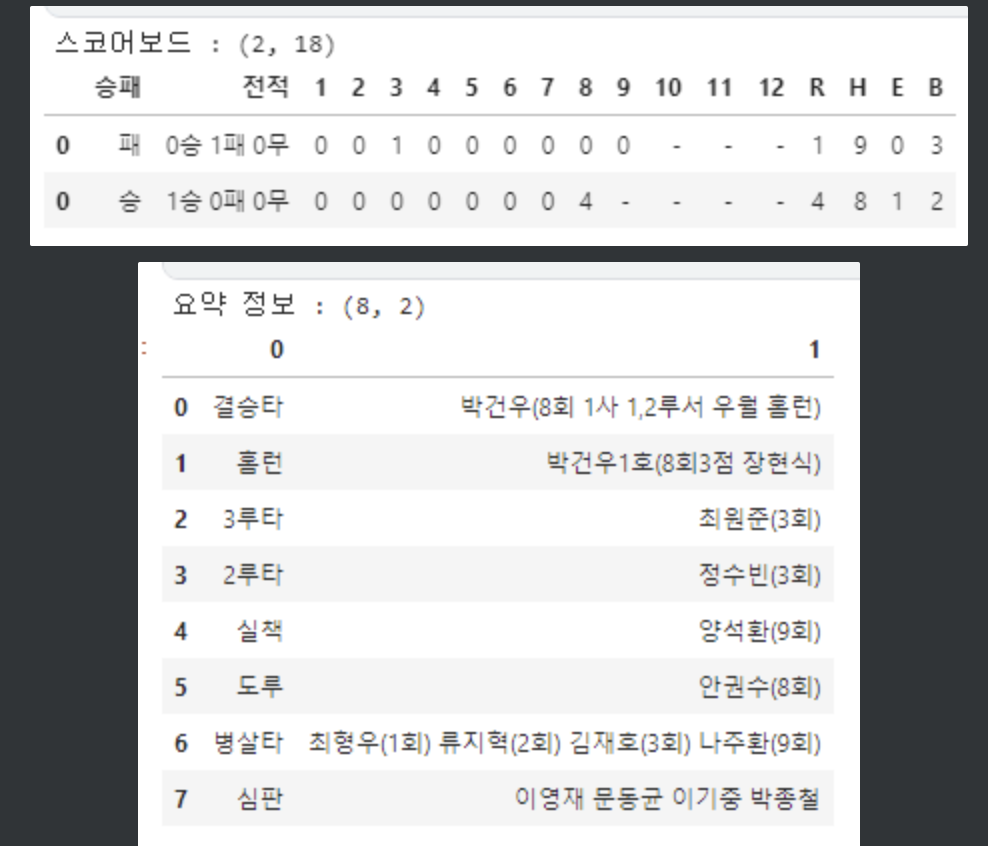 스코어보드 : (2, 18)
승패 전적 1 2 3 4 5 6 7 8 9 10 11 12 R H E B
0 패 0승 1패 0무 0 0 1 0 0 0 0 0 0 - - - 1 9 0 3
0 승 1승 0패 0무 0 0 0 0 0 0 0 4 - - - - 4 8 1 2
요약 정보 : (8, 2)
: 0 1
0 결승타 박건우(8회 1사 1,2루서 우월 홈런)
1 홈런 박건우1호(8회3점 장현식)
2 3루타 최원준(3회)
3 2루타 정수빈(3회)
4 실책 양석환(9회)
5 도루 안권수(8회)
6 병살타 최형우(1회) 류지혁(2회) 김재호(3회) 나주환(9회)
7 심판 이영재 문동균 이기중 박종철